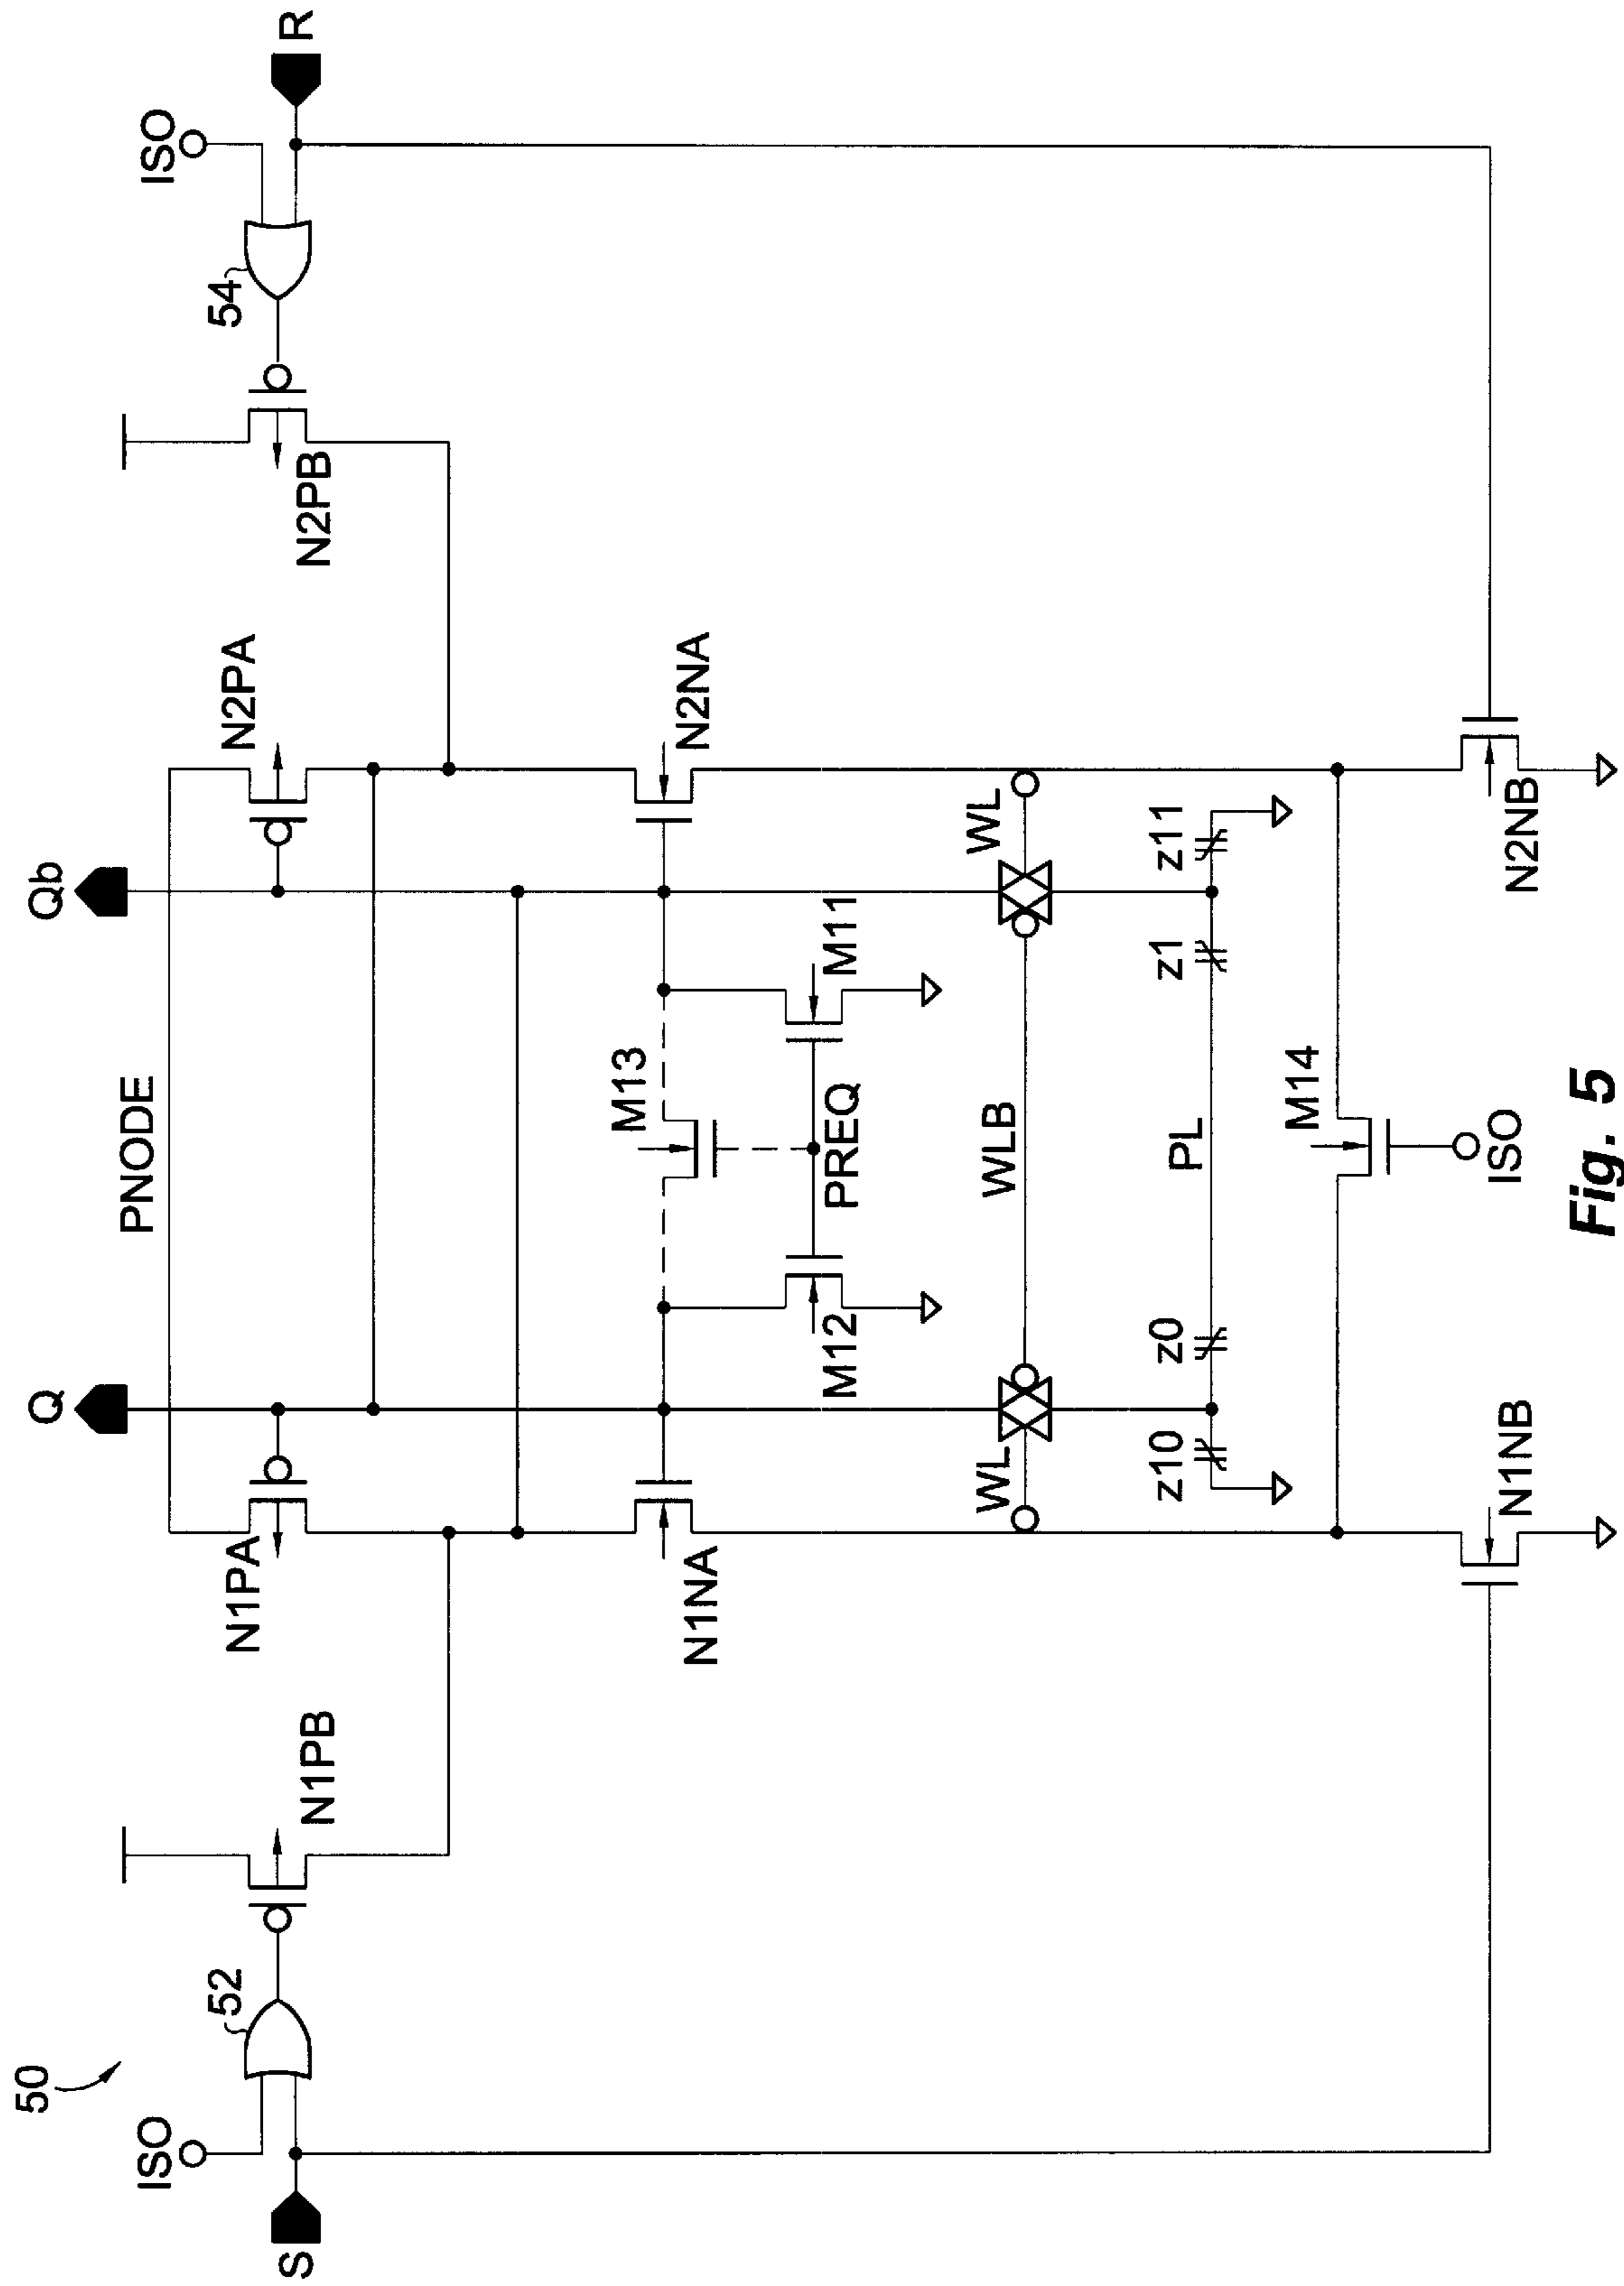 50
S
ISO
52
N1PB
N1PA
Q
PNODE
Qb
N2PA
N2PB
54
ISO
R
N1NA
M13
N2NA
M12
PREQ
M11
WL
WLB
WL
z10
z0
PL
z1
z11
N1NB
M14
ISO
N2NB
Fig. 5